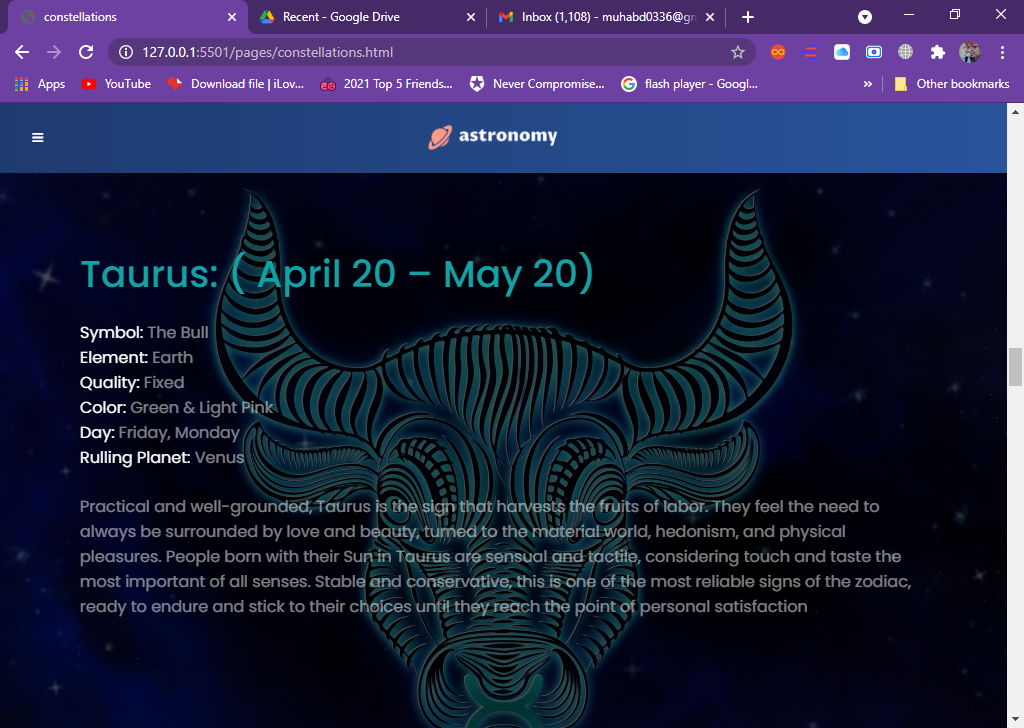 constellations
Recent - Google Drive
Inbox (1,108) - muhabd0336@gm
127.0.0.1:5501/pages/constellations.html
Apps
YouTube
Download file | iLov...
2021 Top 5 Friends...
Never Compromise...
flash player - Googl...
»
Other bookmarks
astronomy
Taurus: ( April 20 – May 20)
Symbol: The Bull
Element: Earth
Quality: Fixed
Color: Green & Light Pink
Day: Friday, Monday
Rulling Planet: Venus
Practical and well-grounded, Taurus is the sign that harvests the fruits of labor. They feel the need to
always be surrounded by love and beauty, turned to the material world, hedonism, and physical
pleasures. People born with their Sun in Taurus are sensual and tactile, considering touch and taste the
most important of all senses. Stable and conservative, this is one of the most reliable signs of the zodiac,
ready to endure and stick to their choices until they reach the point of personal satisfaction